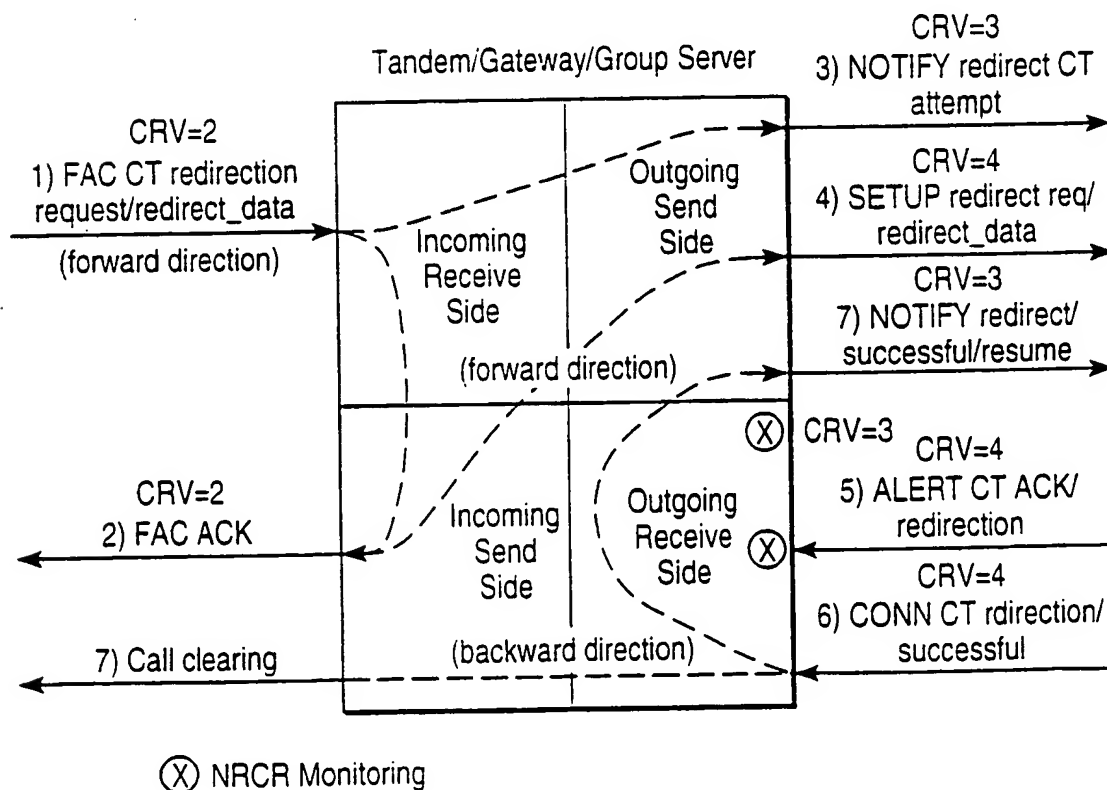 Tandem/Gateway/Group Server
CRV=3
3) NOTIFY redirect CT
attempt
CRV=2
1) FAC CT redirection
request/redirect_data
(forward direction)
Incoming
Receive
Side
Outgoing
Send
Side
CRV=4
4) SETUP redirect req/
redirect_data
CRV=3
7) NOTIFY redirect/
successful/resume
(forward direction)
X CRV=3
CRV=2
2) FAC ACK
Incoming
Send
Side
Outgoing
Receive
Side
X
CRV=4
5) ALERT CT ACK/
redirection
CRV=4
6) CONN CT rdirection/
successful
7) Call clearing
(backward direction)
X NRCR Monitoring